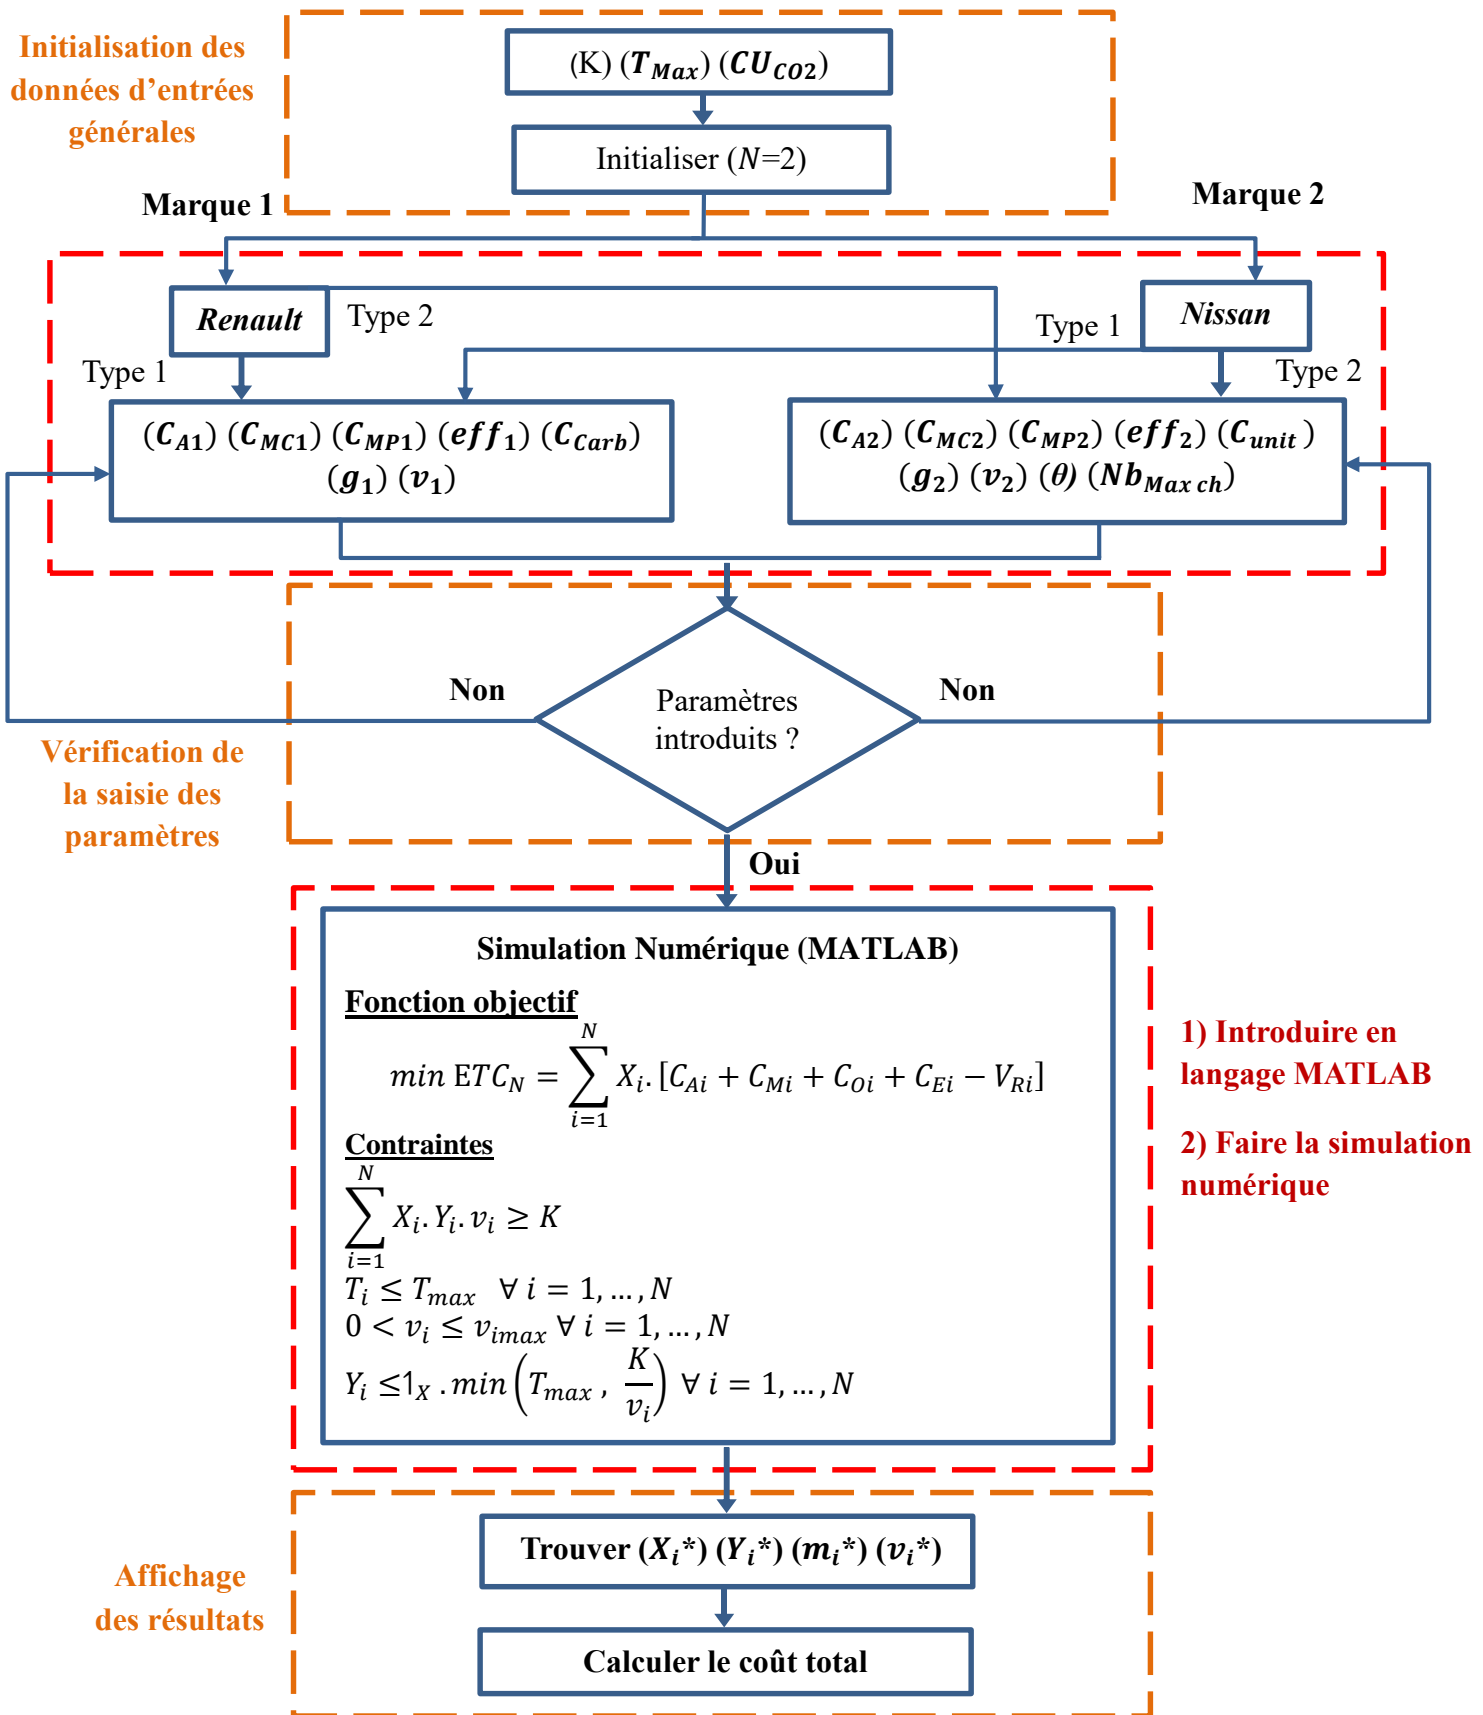 Initialisation des
données d’entrées
générales
(K) (T_Max) (CU_CO2)
Initialiser (N=2)
Marque 1
Marque 2
Renault
Type 2
Type 1
Nissan
Type 1
Type 2
(C_A1) (C_MC1) (C_MP1) (eff_1) (C_Carb)
(g_1) (v_1)
(C_A2) (C_MC2) (C_MP2) (eff_2) (C_unit )
(g_2) (v_2) (θ) (Nb_Max ch)
Non
Paramètres
introduits ?
Non
Vérification de
la saisie des
paramètres
Oui
Simulation Numérique (MATLAB)
Fonction objectif
min ETC_N = ∑_{i=1}^{N} X_i. [C_Ai + C_Mi + C_Oi + C_Ei − V_Ri]
Contraintes
∑_{i=1}^{N} X_i. Y_i. v_i ≥ K
T_i ≤ T_max ∀ i = 1, … , N
0 < v_i ≤ v_imax ∀ i = 1, … , N
Y_i ≤1_X . min(T_max , K/v_i) ∀ i = 1, … , N
1) Introduire en
langage MATLAB
2) Faire la simulation
numérique
Trouver (X_i*) (Y_i*) (m_i*) (v_i*)
Affichage
des résultats
Calculer le coût total